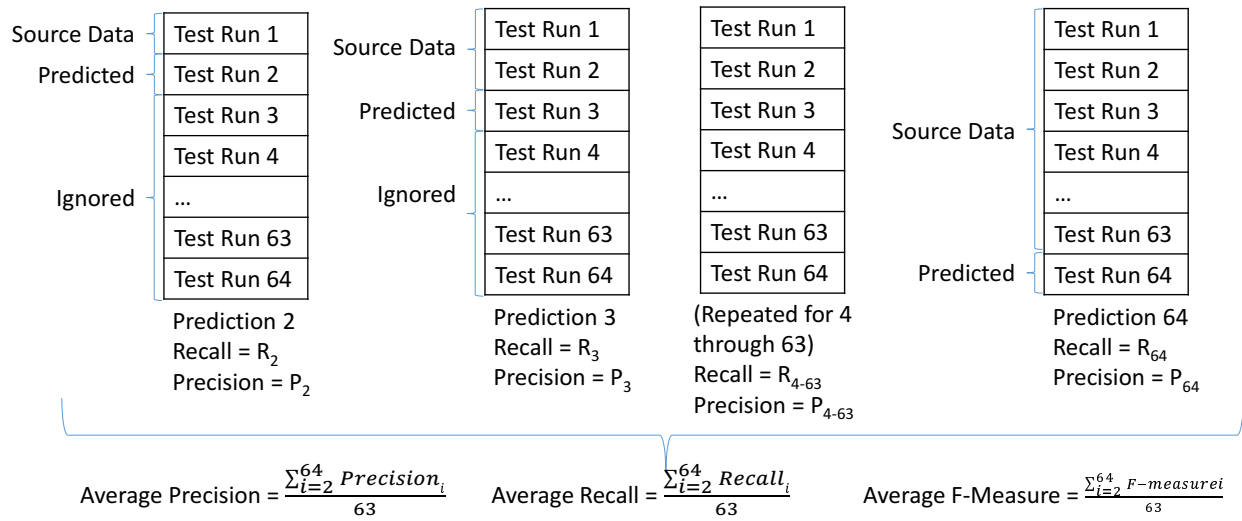 Source Data
Predicted
Ignored
Test Run 1
Test Run 2
Test Run 3
Test Run 4
...
Test Run 63
Test Run 64
Prediction 2
Recall = R₂
Precision = P₂
Source Data
Predicted
Ignored
Test Run 1
Test Run 2
Test Run 3
Test Run 4
...
Test Run 63
Test Run 64
Prediction 3
Recall = R₃
Precision = P₃
Test Run 1
Test Run 2
Test Run 3
Test Run 4
...
Test Run 63
Test Run 64
(Repeated for 4
through 63)
Recall = R₄₋₆₃
Precision = P₄₋₆₃
Source Data
Predicted
Test Run 1
Test Run 2
Test Run 3
Test Run 4
...
Test Run 63
Test Run 64
Prediction 64
Recall = R₆₄
Precision = P₆₄
Average Precision = ∑_{i=2}^{64} Precision_i / 63
Average Recall = ∑_{i=2}^{64} Recall_i / 63
Average F-Measure = ∑_{i=2}^{64} F−measurei / 63